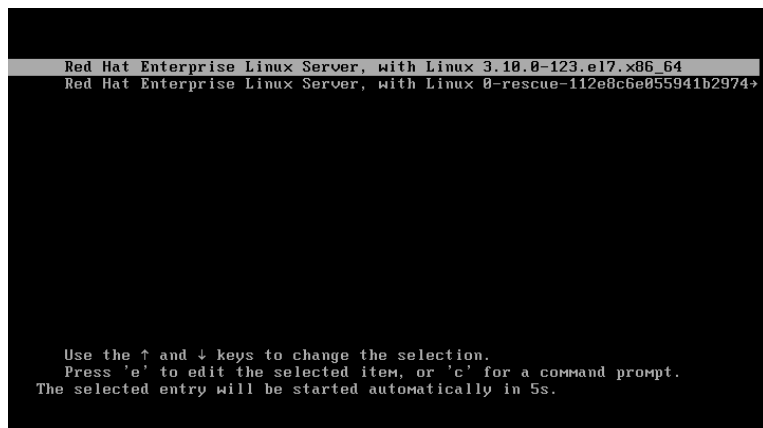 Red Hat Enterprise Linux Server, with Linux 3.10.0-123.el7.x86_64
Red Hat Enterprise Linux Server, with Linux 0-rescue-112e8c6e055941b2974→
Use the ↑ and ↓ keys to change the selection.
Press 'e' to edit the selected item, or 'c' for a command prompt.
The selected entry will be started automatically in 5s.